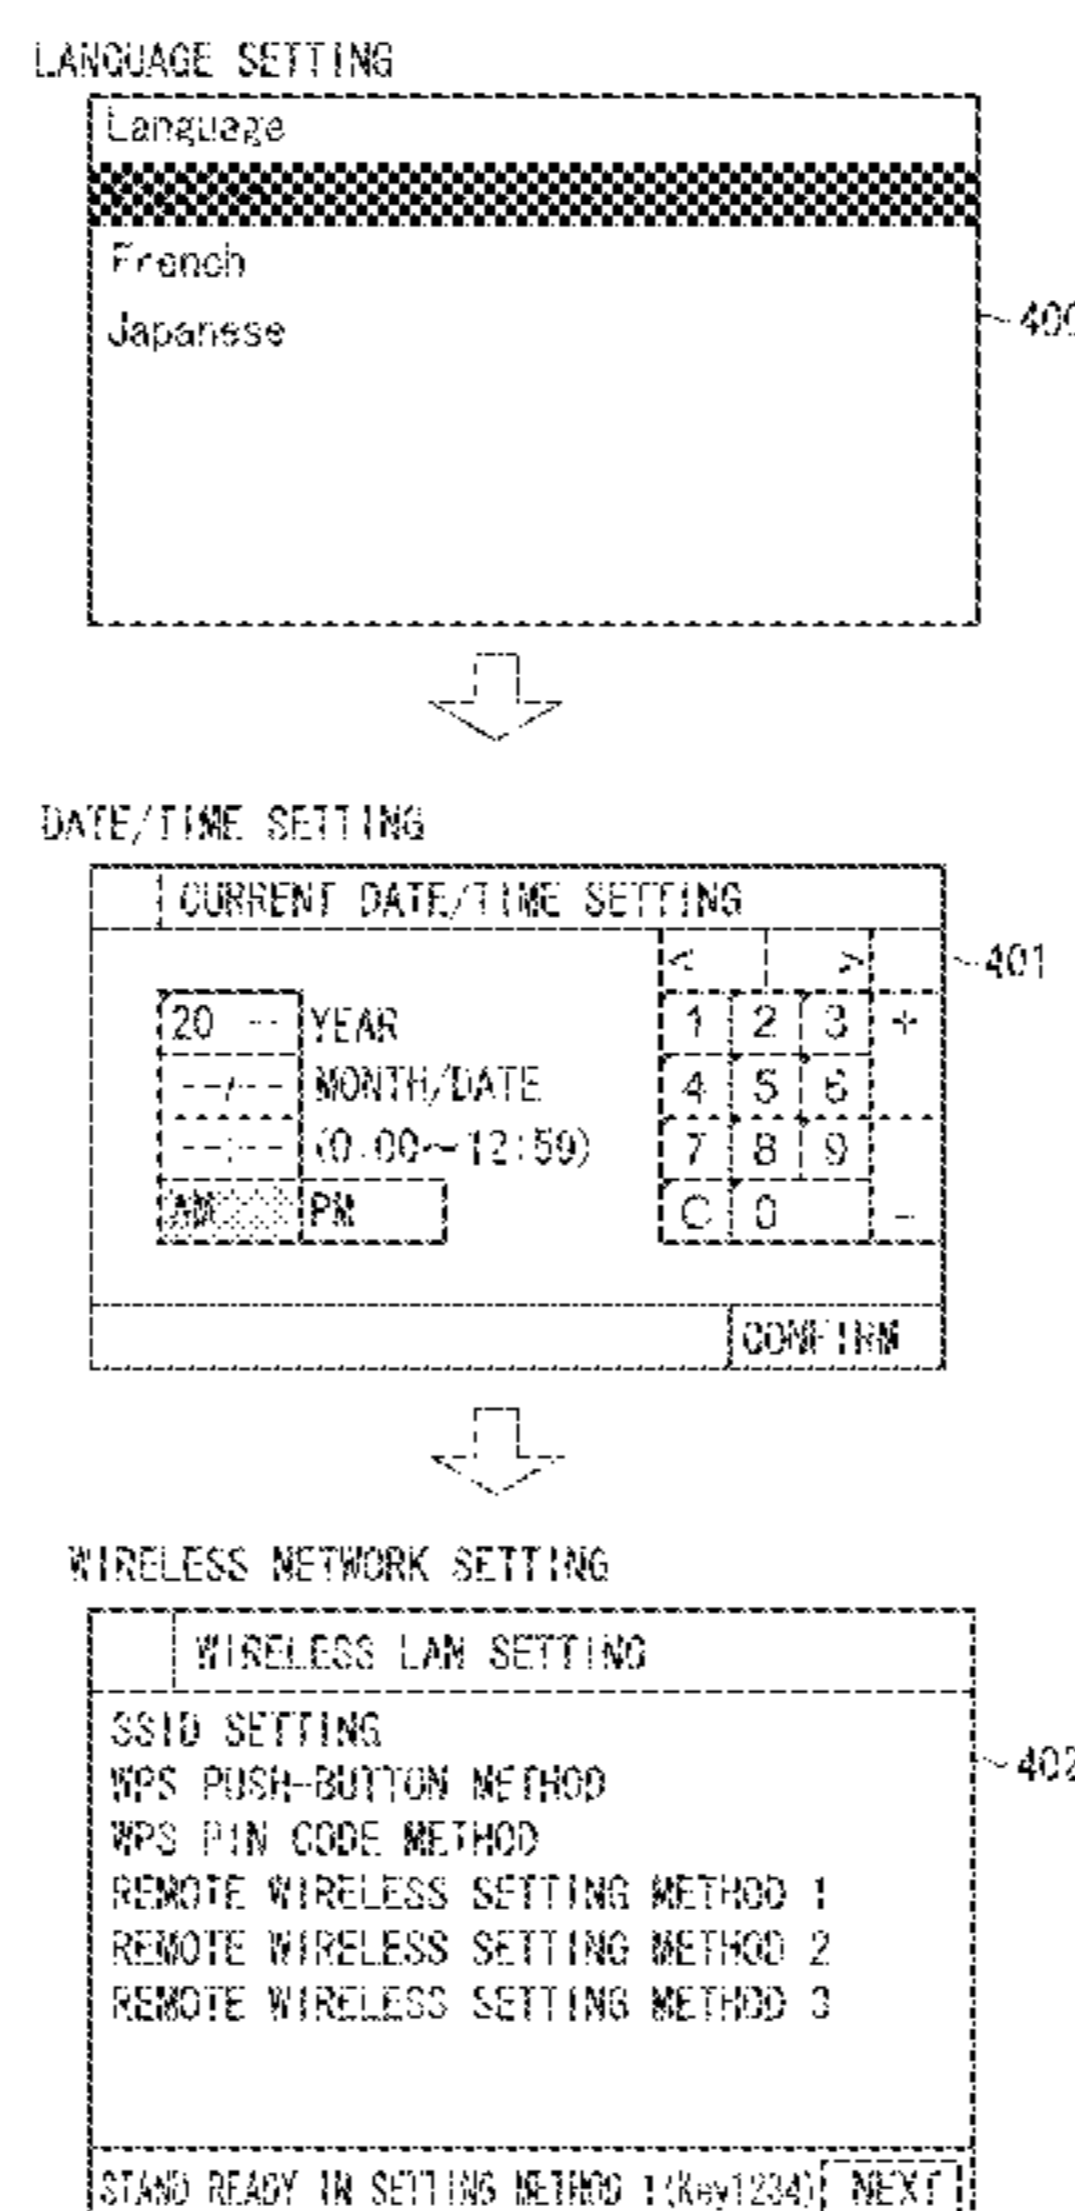 LANGUAGE SETTING
Language
French
Japanese
400
DATE/TIME SETTING
CURRENT DATE/TIME SETTING
< >
401
20 -- YEAR
1 2 3 +
--/-- MONTH/DATE
4 5 6
--:-- (0:00~12:59)
7 8 9
AM PM
C 0 -
CONFIRM
WIRELESS NETWORK SETTING
WIRELESS LAN SETTING
SSID SETTING
402
WPS PUSH-BUTTON METHOD
WPS PIN CODE METHOD
REMOTE WIRELESS SETTING METHOD 1
REMOTE WIRELESS SETTING METHOD 2
REMOTE WIRELESS SETTING METHOD 3
STAND READY IN SETTING METHOD 1(Key1234) NEXT